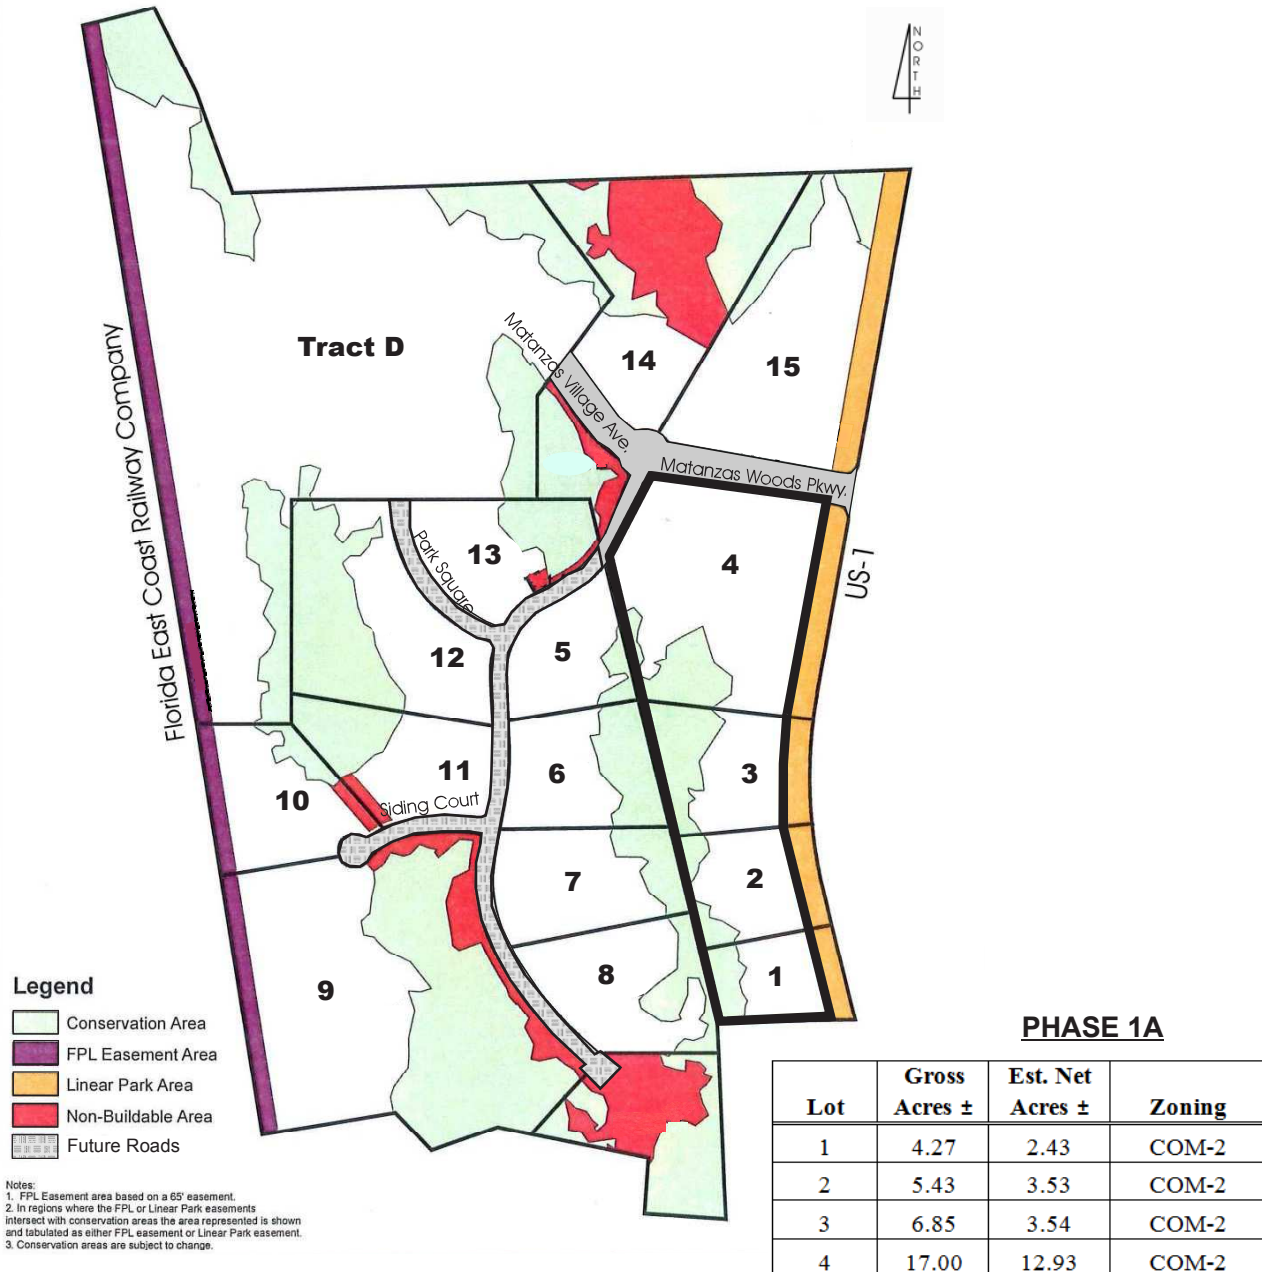 NORTH
Tract D
Matanzas Village Ave.
14
15
Florida East Coast Railway Company
Matanzas Woods Pkwy.
Park Square
13
4
US-1
12
5
11
6
3
10
Siding Court
7
2
9
8
1
Legend
Conservation Area
FPL Easement Area
Linear Park Area
Non-Buildable Area
Future Roads
Notes:
1. FPL Easement area based on a 65' easement.
2. In regions where the FPL or Linear Park easements
intersect with conservation areas the area represented is shown
and tabulated as either FPL easement or Linear Park easement.
3. Conservation areas are subject to change.
PHASE 1A
Lot Gross Acres ± Est. Net Acres ± Zoning
1 4.27 2.43 COM-2
2 5.43 3.53 COM-2
3 6.85 3.54 COM-2
4 17.00 12.93 COM-2